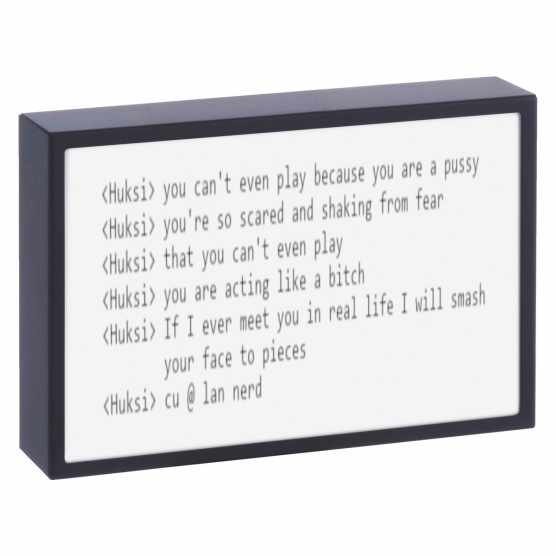 <Huksi> you can't even play because you are a pussy
<Huksi> you're so scared and shaking from fear
<Huksi> that you can't even play
<Huksi> you are acting like a bitch
<Huksi> If I ever meet you in real life I will smash
your face to pieces
<Huksi> cu @ lan nerd